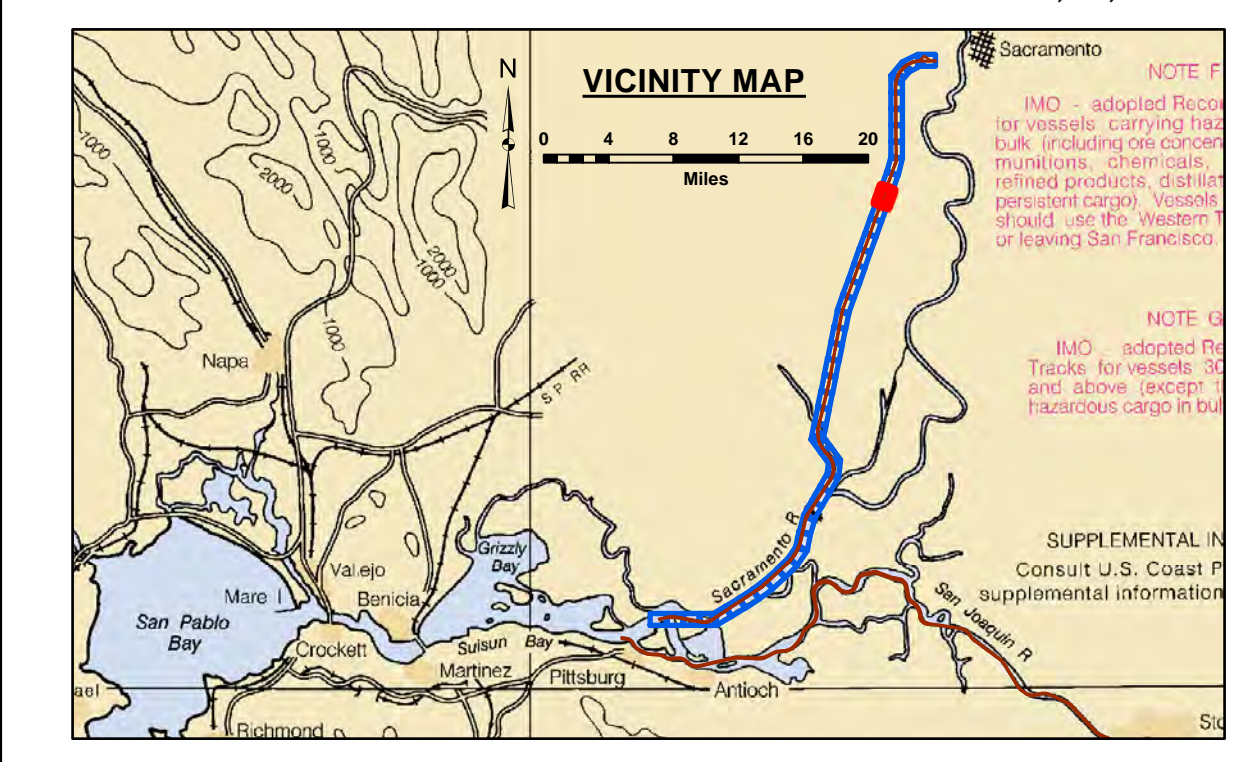 Sacramento
VICINITY MAP
N
0 4 8 12 16 20
Miles
NOTE F
IMO - adopted Recor
for vessels carrying haz
bulk (including ore concen
munitions, chemicals,
refined products, distillat
persistent cargo). Vessels
should use the Western T
or leaving San Francisco.
1000
1000
2000
2000
1000
1000
NOTE G
IMO - adopted Re
Tracks for vessels 30
and above (except t
hazardous cargo in bul
Napa
S P RR
Grizzly
Bay
Sacramento R
SUPPLEMENTAL IN
Consult U.S. Coast P
supplemental information
Vallejo
Mare I
Benicia
San Pablo
Bay
San Joaquin R
Crockett
Suisun Bay
Martinez
Pittsburg
Antioch
ael
Richmond
Sto